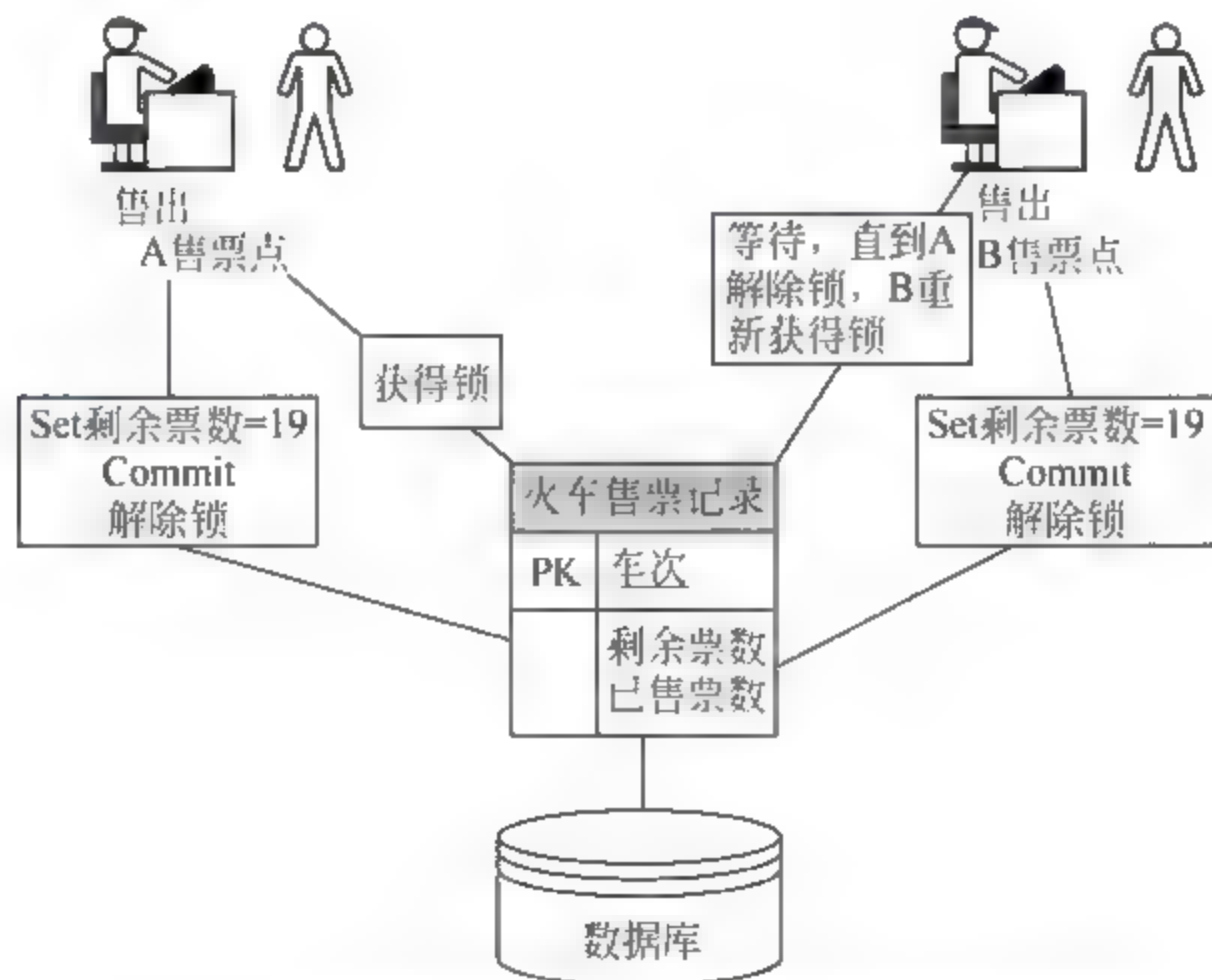 售出
A售票点
售出
B售票点
等待，直到A
解除锁，B重
新获得锁
获得锁
Set剩余票数=19
Commit
解除锁
Set剩余票数=19
Commit
解除锁
火车售票记录
PK 车次
剩余票数
已售票数
数据库